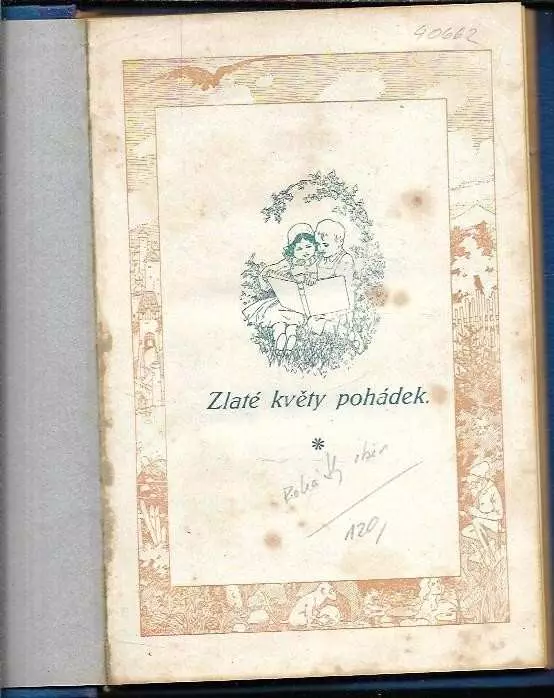 40662
Zlaté květy pohádek.
*
120,